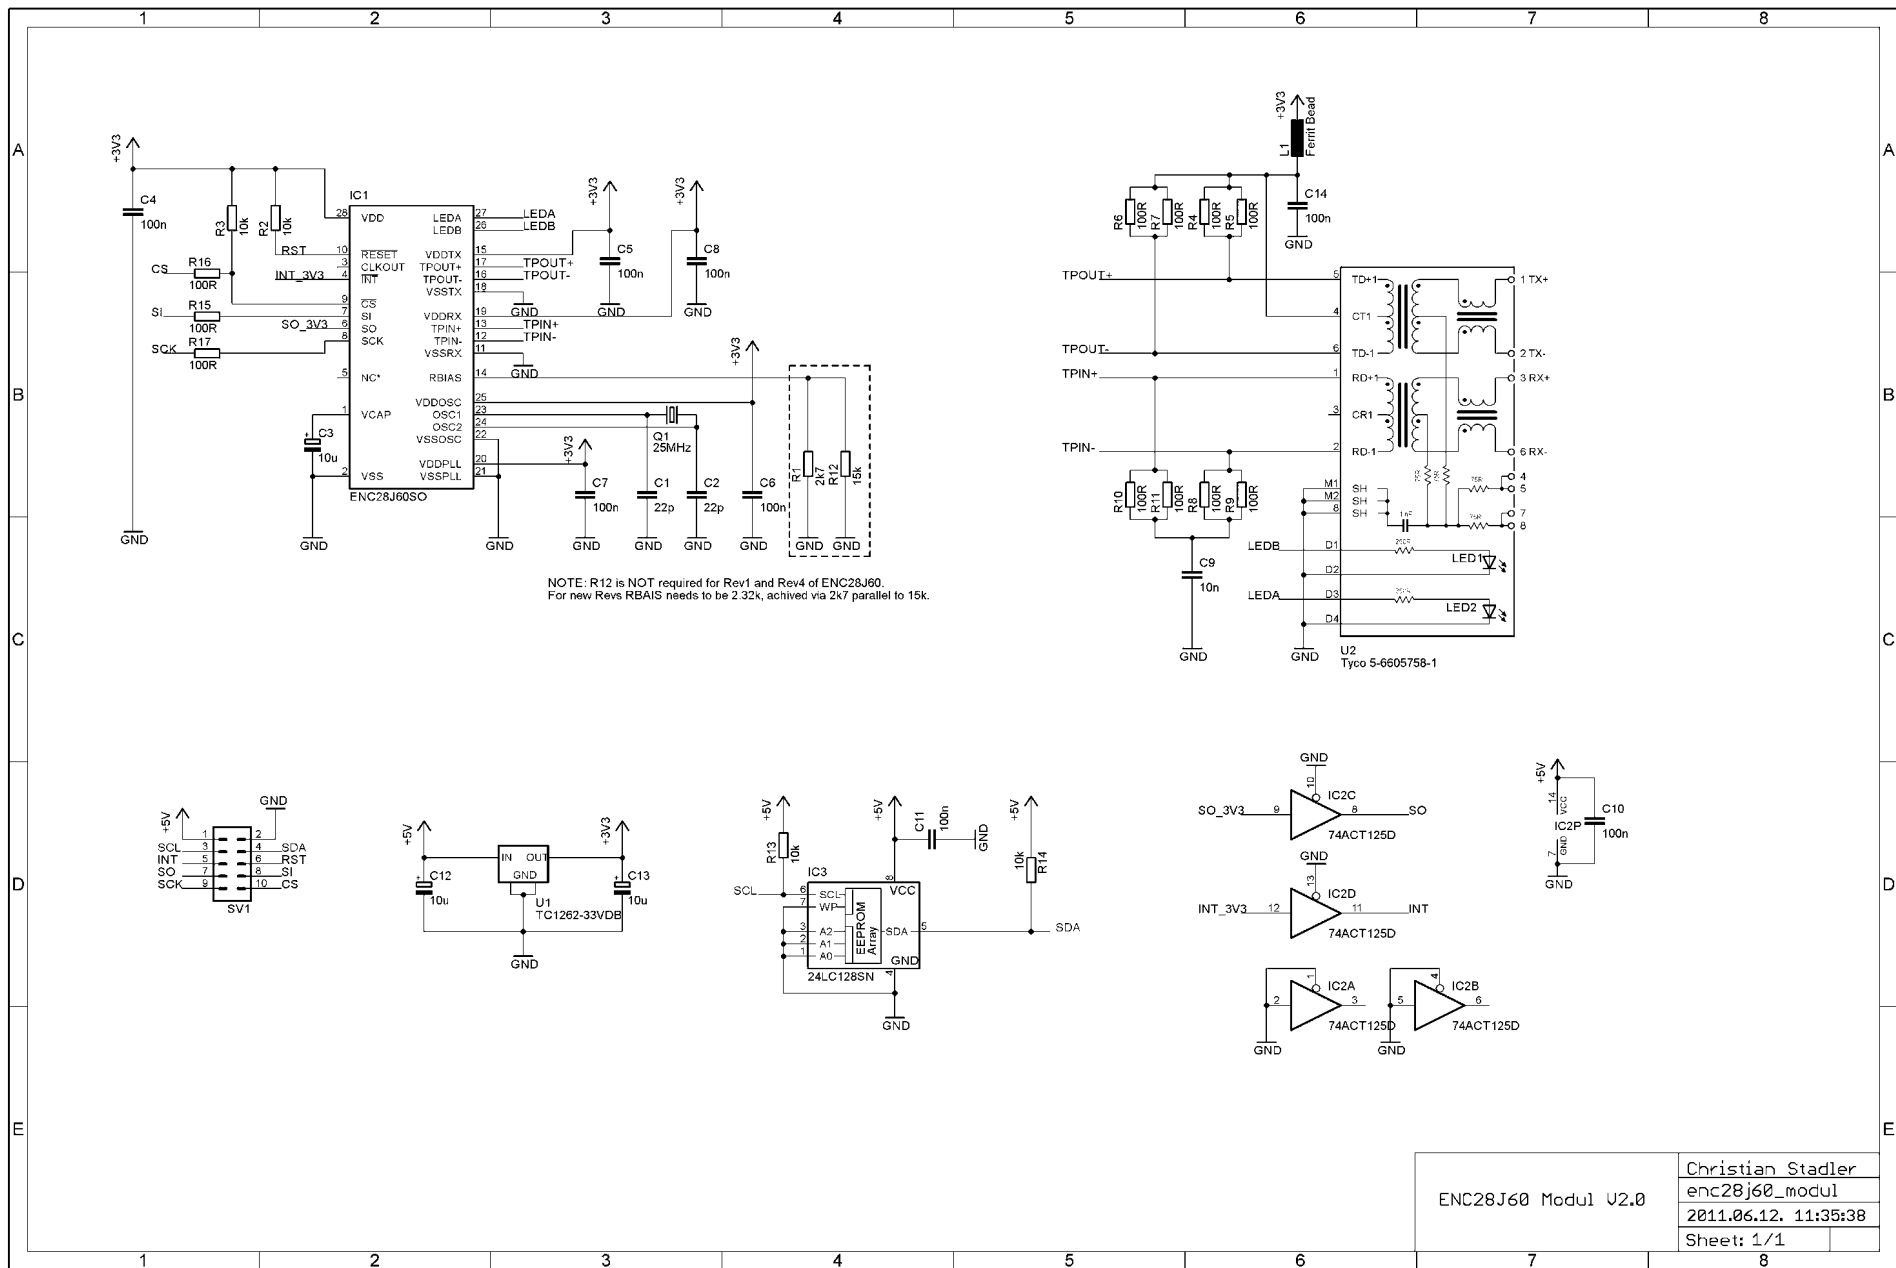 1 2 3 4 5 6 7 8
A A
B B
C C
D D
E E
+3V3
C4
100n
GND
R3
10k
R2
10k
RST
R16
100R
CS
INT_3V3
R15
100R
SI
SO_3V3
R17
100R
SCK
C3
10u
GND
IC1
28 VDD
10 RESET
3 CLKOUT
4 INT
9 CS
7 SI
6 SO
8 SCK
5 NC*
1 VCAP
2 VSS
LEDA 27 LEDA
LEDB 26 LEDB
VDDTX 15
TPOUT+ 17 TPOUT+
TPOUT- 16 TPOUT-
VSSTX 18 GND
VDDRX 19
TPIN+ 13 TPIN+
TPIN- 12 TPIN-
VSSRX 11 GND
RBIAS 14
VDDOSC 25
OSC1 23
OSC2 24
VSSOSC 22
VDDPLL 20
VSSPLL 21
ENC28J60SO
GND
+3V3
C5
100n
GND
+3V3
C8
100n
GND
+3V3
C7
100n
GND
Q1
25MHz
C1
22p
GND
C2
22p
GND
+3V3
C6
100n
GND
R1
2k7
GND
R12
15k
GND
NOTE: R12 is NOT required for Rev1 and Rev4 of ENC28J60.
For new Revs RBAIS needs to be 2.32k, achived via 2k7 parallel to 15k.
+3V3
L1
Ferrit Bead
C14
100n
GND
R6
100R
R7
100R
R4
100R
R5
100R
TPOUT+
TPOUT-
TPIN+
TPIN-
R10
100R
R11
100R
R8
100R
R9
100R
C9
10n
GND
5 TD+1
4 CT1
6 TD-1
1 RD+1
3 CR1
2 RD-1
M1 SH
M2 SH
8 SH
LEDB D1
D2
LEDA D3
D4
GND
1 TX+
2 TX-
3 RX+
6 RX-
4
5
7
8
75R
75R
75R
75R
1nF
250R
LED1
250R
LED2
U2
Tyco 5-6605758-1
+5V
GND
1 2
SCL 3 4 SDA
INT 5 6 RST
SO 7 8 SI
SCK 9 10 CS
SV1
+5V
C12
10u
IN OUT
GND
U1
TC1262-33VDB
+3V3
C13
10u
GND
+5V
R13
10k
SCL
IC3
6 SCL
7 WP
3 A2
2 A1
1 A0
EEPROM
Array
8 VCC
SDA 5
GND 4
24LC128SN
GND
+5V
C11
100n
GND
+5V
10k
R14
SDA
GND
10
IC2C
SO_3V3 9 8 SO
74ACT125D
GND
13
IC2D
INT_3V3 12 11 INT
74ACT125D
1
IC2A
2 3
74ACT125D
GND
4
IC2B
5 6
74ACT125D
GND
+5V
14 VCC
IC2P
7 GND
C10
100n
GND
ENC28J60 Modul V2.0
Christian Stadler
enc28j60_modul
2011.06.12. 11:35:38
Sheet: 1/1
1 2 3 4 5 6 7 8